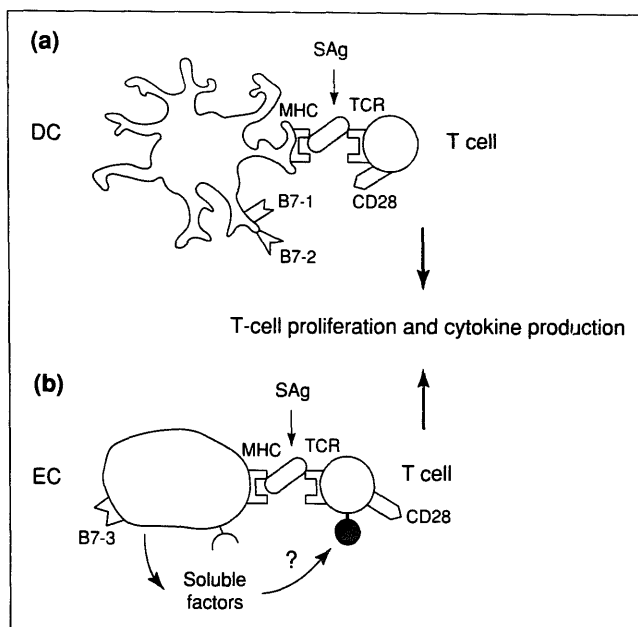 (a)
SAg
MHC TCR
DC
T cell
B7-1
CD28
B7-2
T-cell proliferation and cytokine production
(b)
SAg
MHC TCR
EC
T cell
B7-3
CD28
?
Soluble
factors